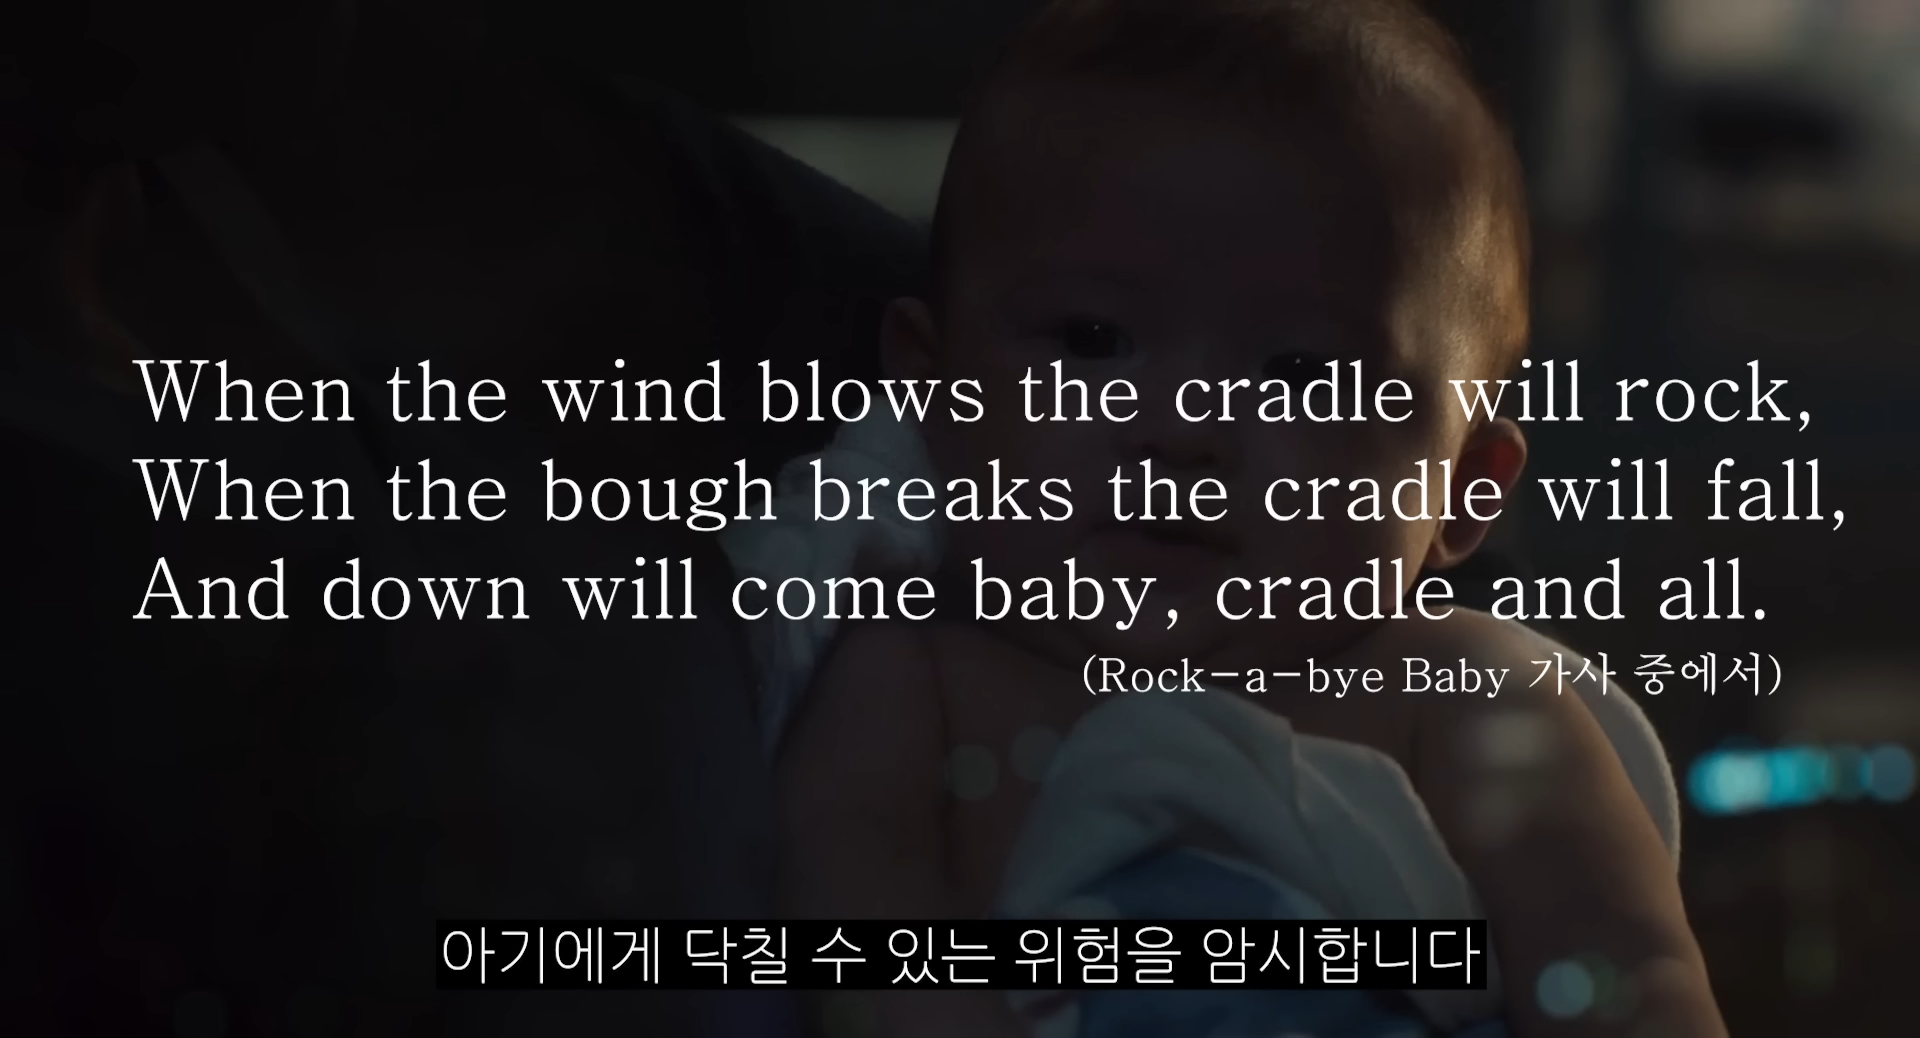 When the wind blows the cradle will rock,
When the bough breaks the cradle will fall,
And down will come baby, cradle and all.
(Rock-a-bye Baby 가사 중에서)
아기에게 닥칠 수 있는 위험을 암시합니다